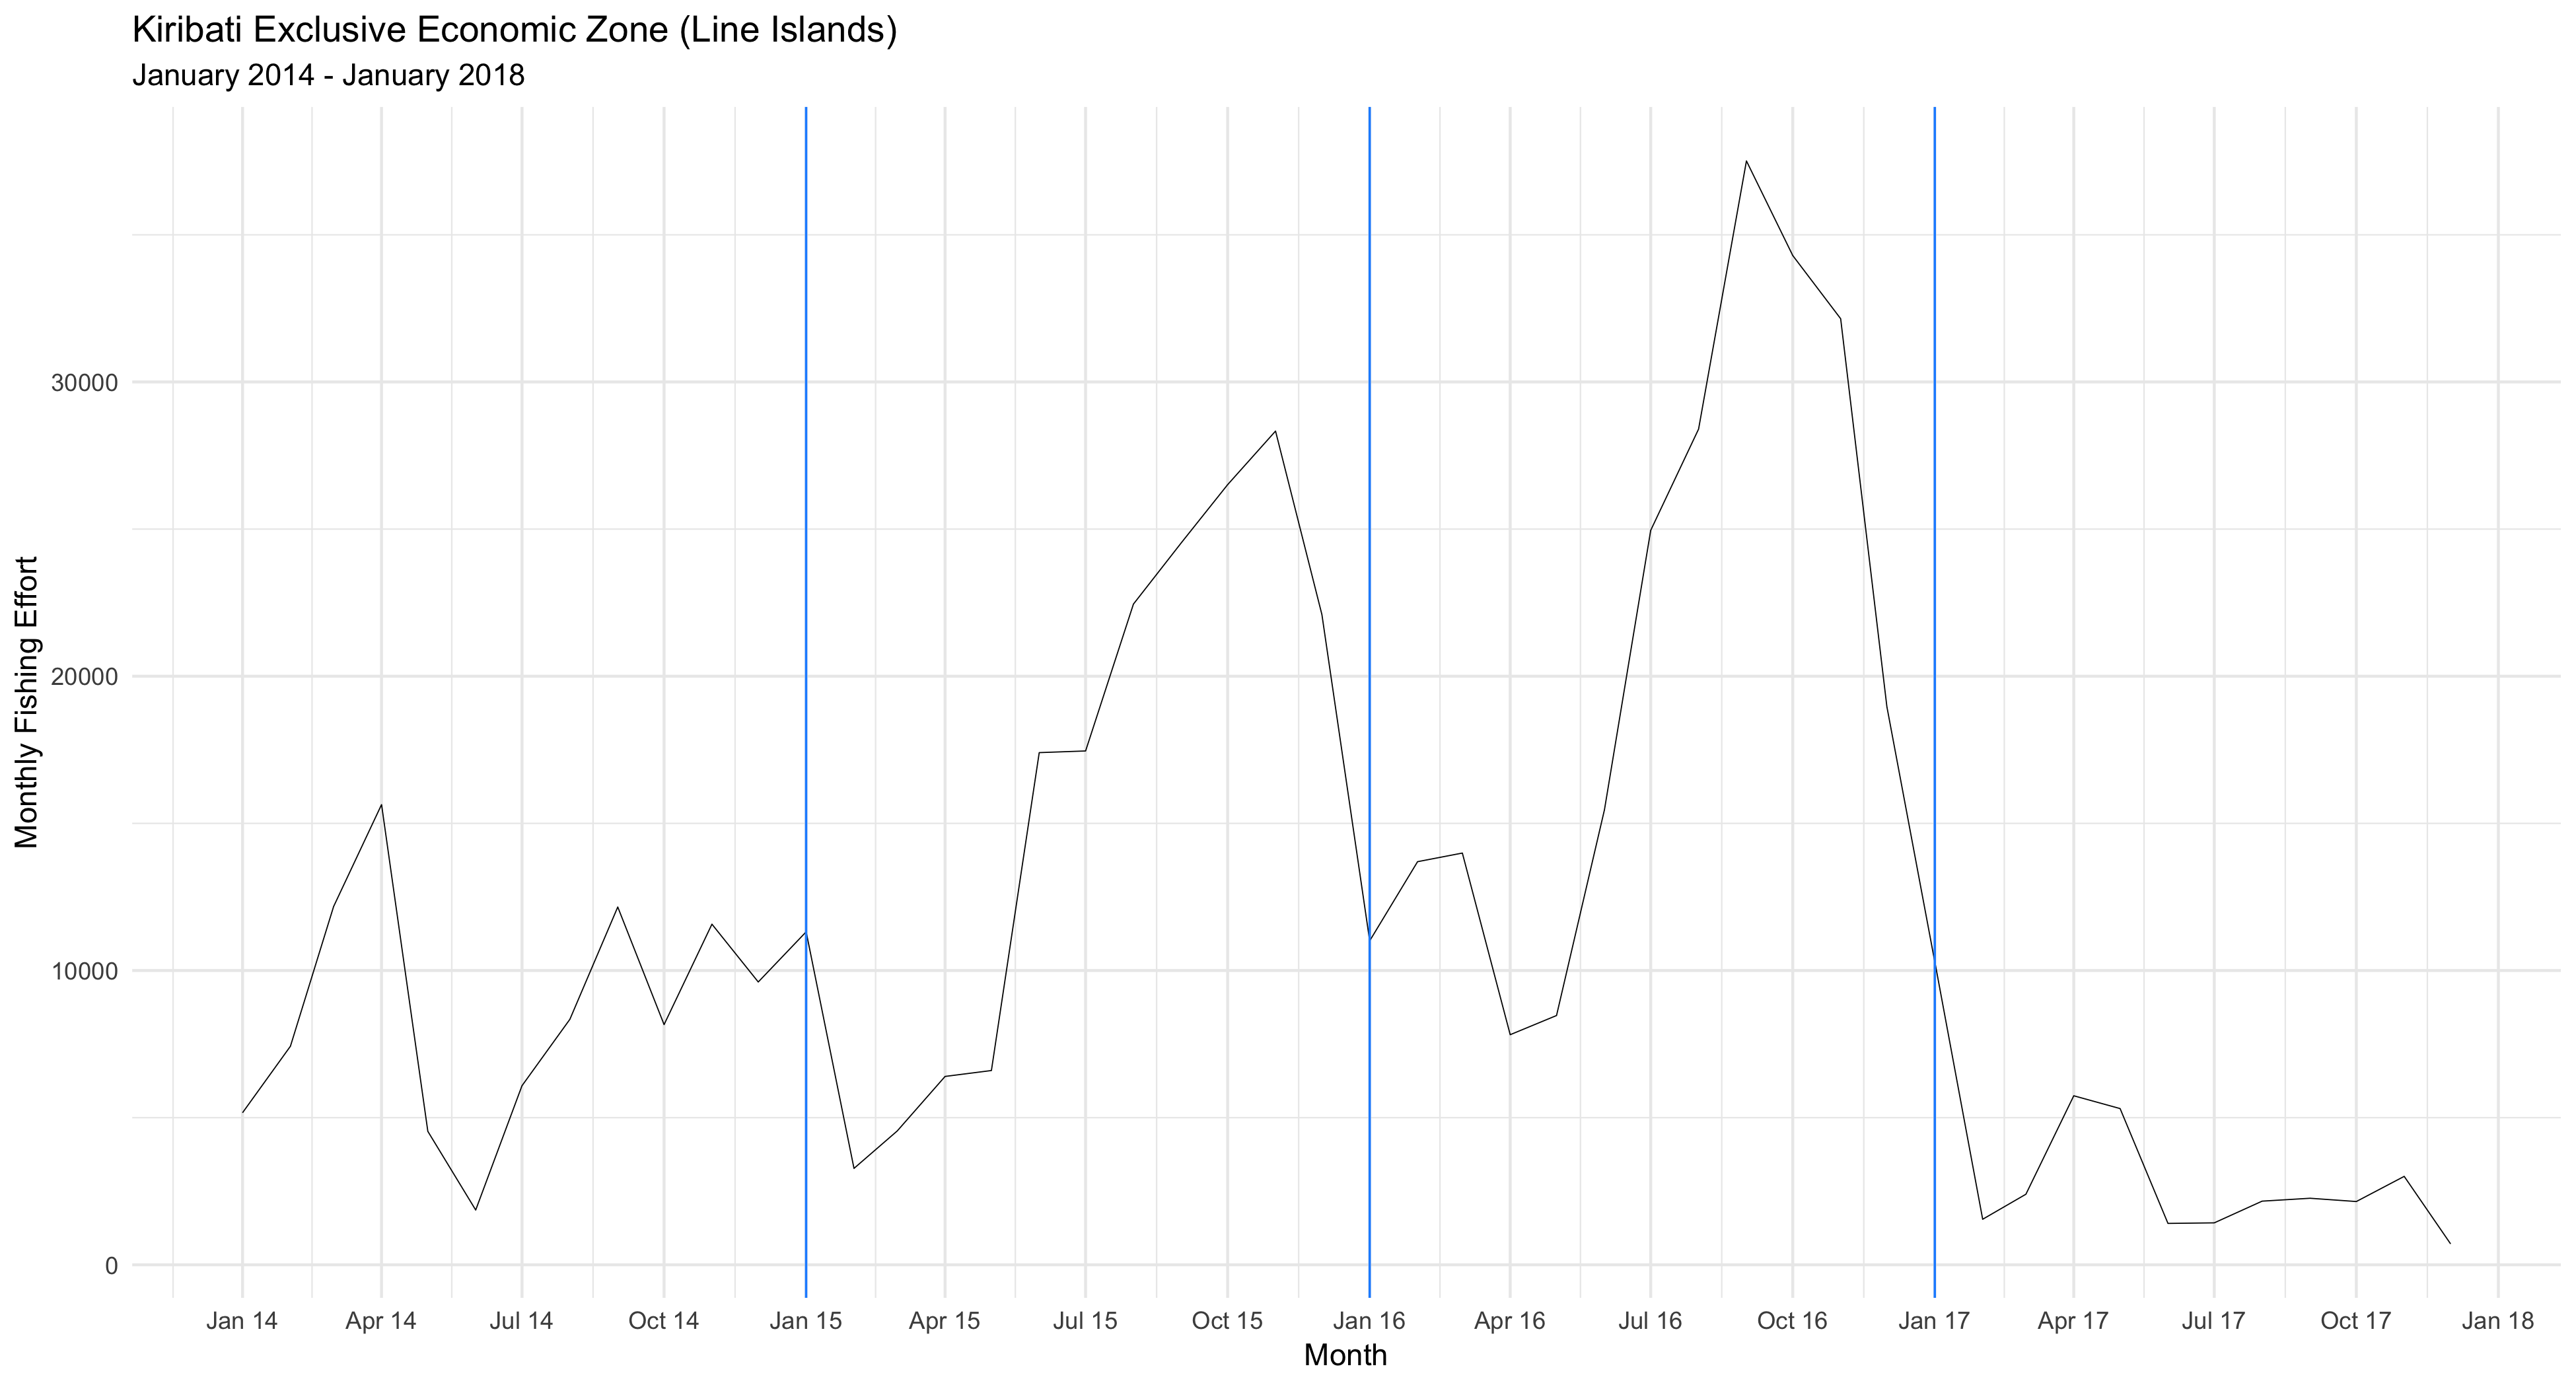 Kiribati Exclusive Economic Zone (Line Islands)
January 2014 - January 2018
Monthly Fishing Effort
30000
20000
10000
0
Jan 14 Apr 14 Jul 14 Oct 14 Jan 15 Apr 15 Jul 15 Oct 15 Jan 16 Apr 16 Jul 16 Oct 16 Jan 17 Apr 17 Jul 17 Oct 17 Jan 18
Month